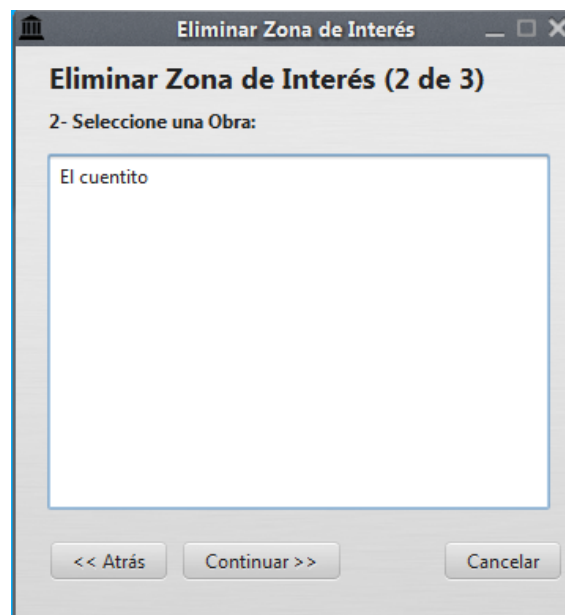 Eliminar Zona de Interés
Eliminar Zona de Interés (2 de 3)
2- Seleccione una Obra:
El cuentito
<< Atrás
Continuar >>
Cancelar